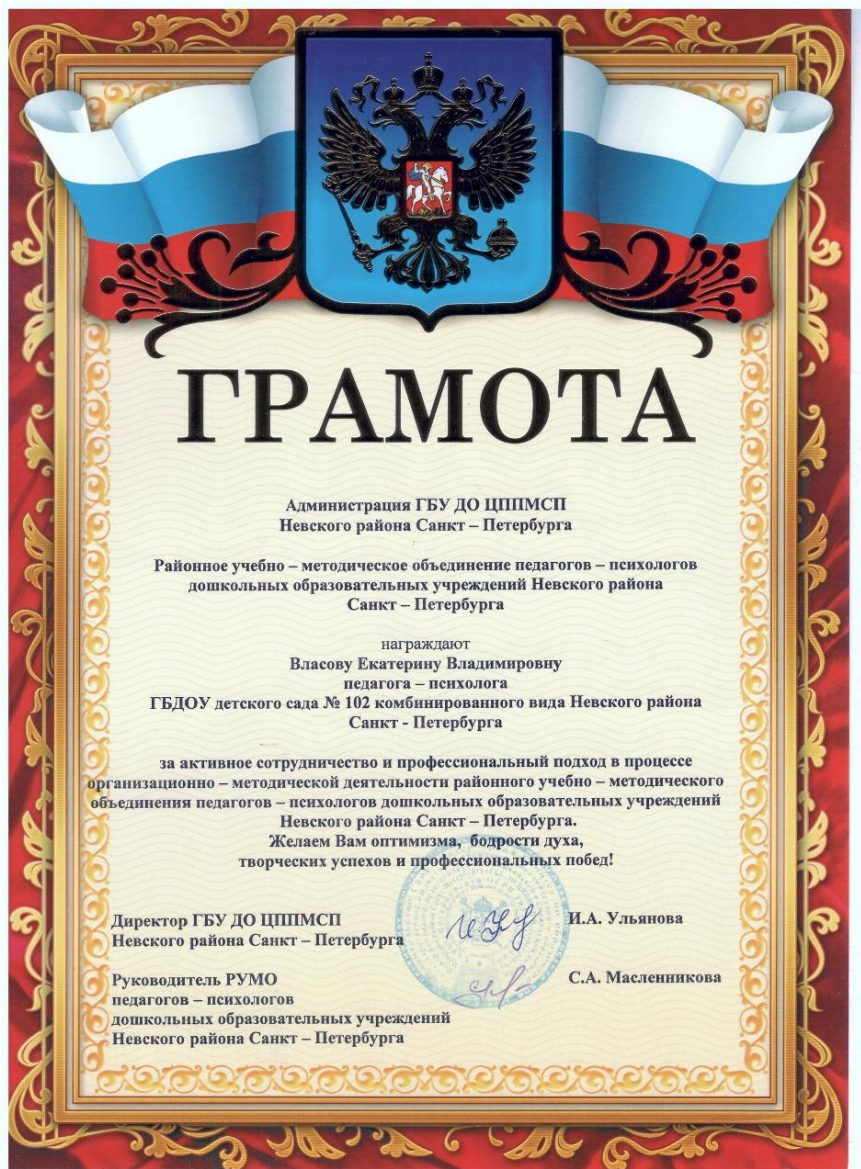 ГРАМОТА
Администрация ГБУ ДО ЦППМСП
Невского района Санкт – Петербурга
Районное учебно – методическое объединение педагогов – психологов
дошкольных образовательных учреждений Невского района
Санкт – Петербурга
награждают
Власову Екатерину Владимировну
педагога – психолога
ГБДОУ детского сада № 102 комбинированного вида Невского района
Санкт - Петербурга
за активное сотрудничество и профессиональный подход в процессе
организационно – методической деятельности районного учебно – методического
объединения педагогов – психологов дошкольных образовательных учреждений
Невского района Санкт – Петербурга.
Желаем Вам оптимизма, бодрости духа,
творческих успехов и профессиональных побед!
Директор ГБУ ДО ЦППМСП И.А. Ульянова
Невского района Санкт – Петербурга
Руководитель РУМО С.А. Масленникова
педагогов – психологов
дошкольных образовательных учреждений
Невского района Санкт – Петербурга